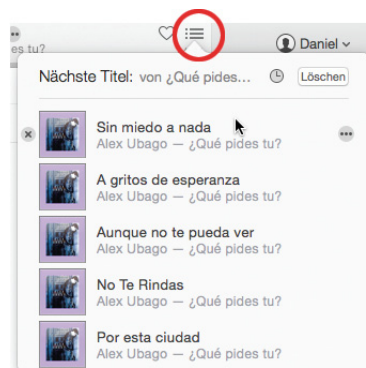 es tu?
Daniel
Nächste Titel: von ¿Qué pides... Löschen
Sin miedo a nada
Alex Ubago — ¿Qué pides tu?
A gritos de esperanza
Alex Ubago — ¿Qué pides tu?
Aunque no te pueda ver
Alex Ubago — ¿Qué pides tu?
No Te Rindas
Alex Ubago — ¿Qué pides tu?
Por esta ciudad
Alex Ubago — ¿Qué pides tu?